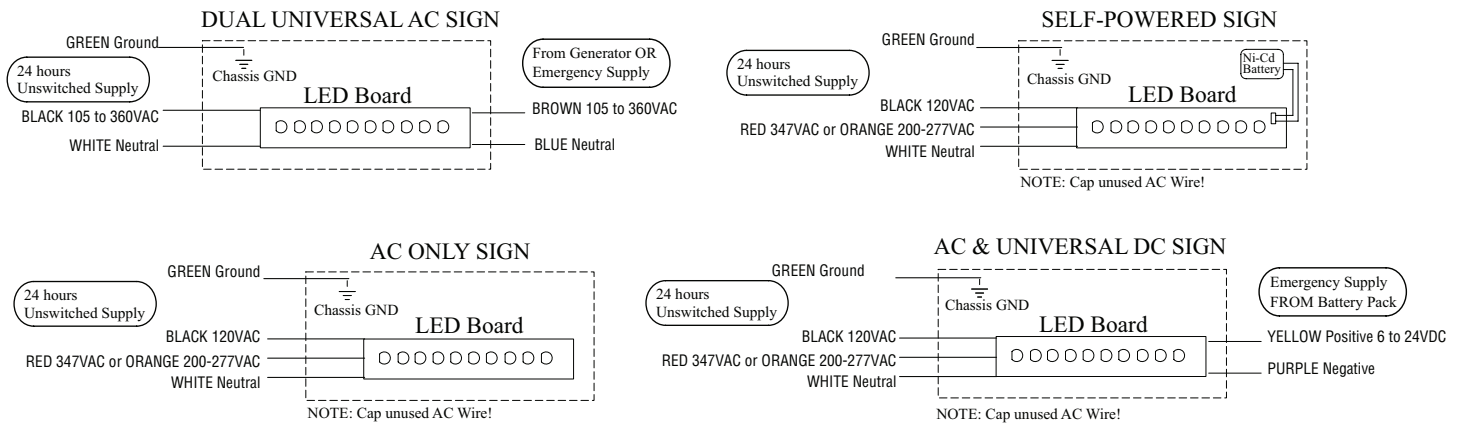 DUAL UNIVERSAL AC SIGN
GREEN Ground
24 hours
Unswitched Supply
Chassis GND
From Generator OR
Emergency Supply
LED Board
BLACK 105 to 360VAC
BROWN 105 to 360VAC
WHITE Neutral
BLUE Neutral
SELF-POWERED SIGN
GREEN Ground
24 hours
Unswitched Supply
Chassis GND
Ni-Cd
Battery
LED Board
BLACK 120VAC
RED 347VAC or ORANGE 200-277VAC
WHITE Neutral
NOTE: Cap unused AC Wire!
AC ONLY SIGN
GREEN Ground
24 hours
Unswitched Supply
Chassis GND
LED Board
BLACK 120VAC
RED 347VAC or ORANGE 200-277VAC
WHITE Neutral
NOTE: Cap unused AC Wire!
AC & UNIVERSAL DC SIGN
GREEN Ground
24 hours
Unswitched Supply
Chassis GND
Emergency Supply
FROM Battery Pack
LED Board
BLACK 120VAC
YELLOW Positive 6 to 24VDC
RED 347VAC or ORANGE 200-277VAC
PURPLE Negative
WHITE Neutral
NOTE: Cap unused AC Wire!